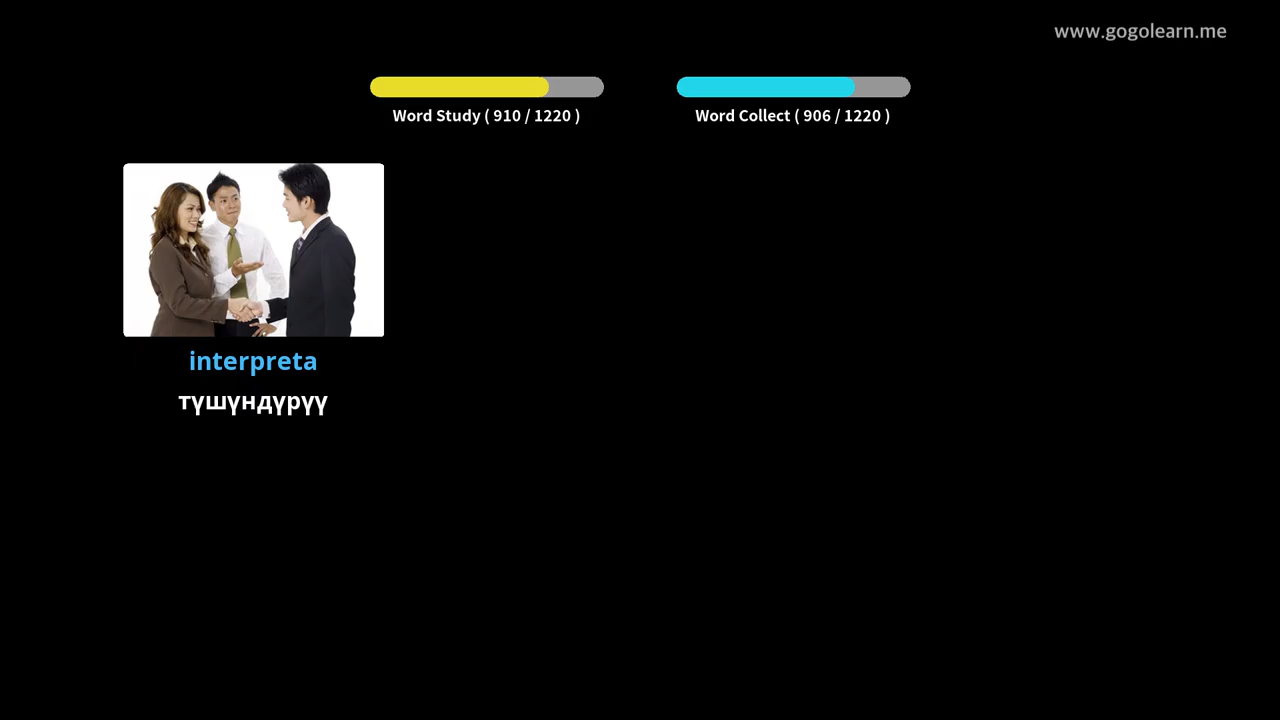 www.gogolearn.me
Word Study ( 910 / 1220 )
Word Collect ( 906 / 1220 )
interpreta
түшүндүрүү